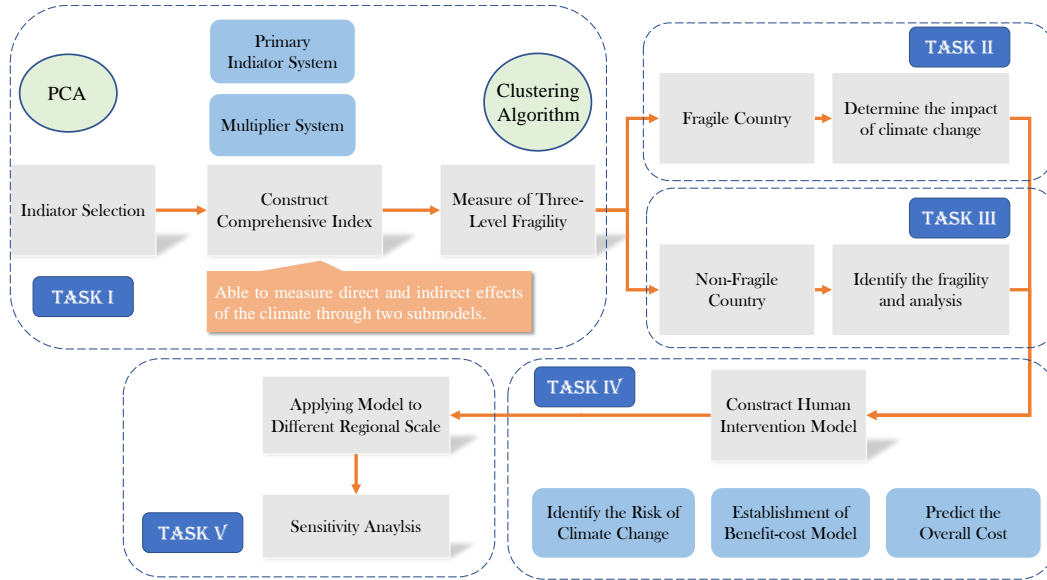 PCA
Primary
Indiator System
Multiplier System
Clustering
Algorithm
Indiator Selection
Construct
Comprehensive Index
Measure of Three-
Level Fragility
Able to measure direct and indirect effects
of the climate through two submodels.
TASK I
TASK II
Fragile Country
Determine the impact
of climate change
TASK III
Non-Fragile
Country
Identify the fragility
and analysis
TASK IV
Constract Human
Intervention Model
Identify the Risk of
Climate Change
Establishment of
Benefit-cost Model
Predict the
Overall Cost
Applying Model to
Different Regional Scale
Sensitivity Anaylsis
TASK V